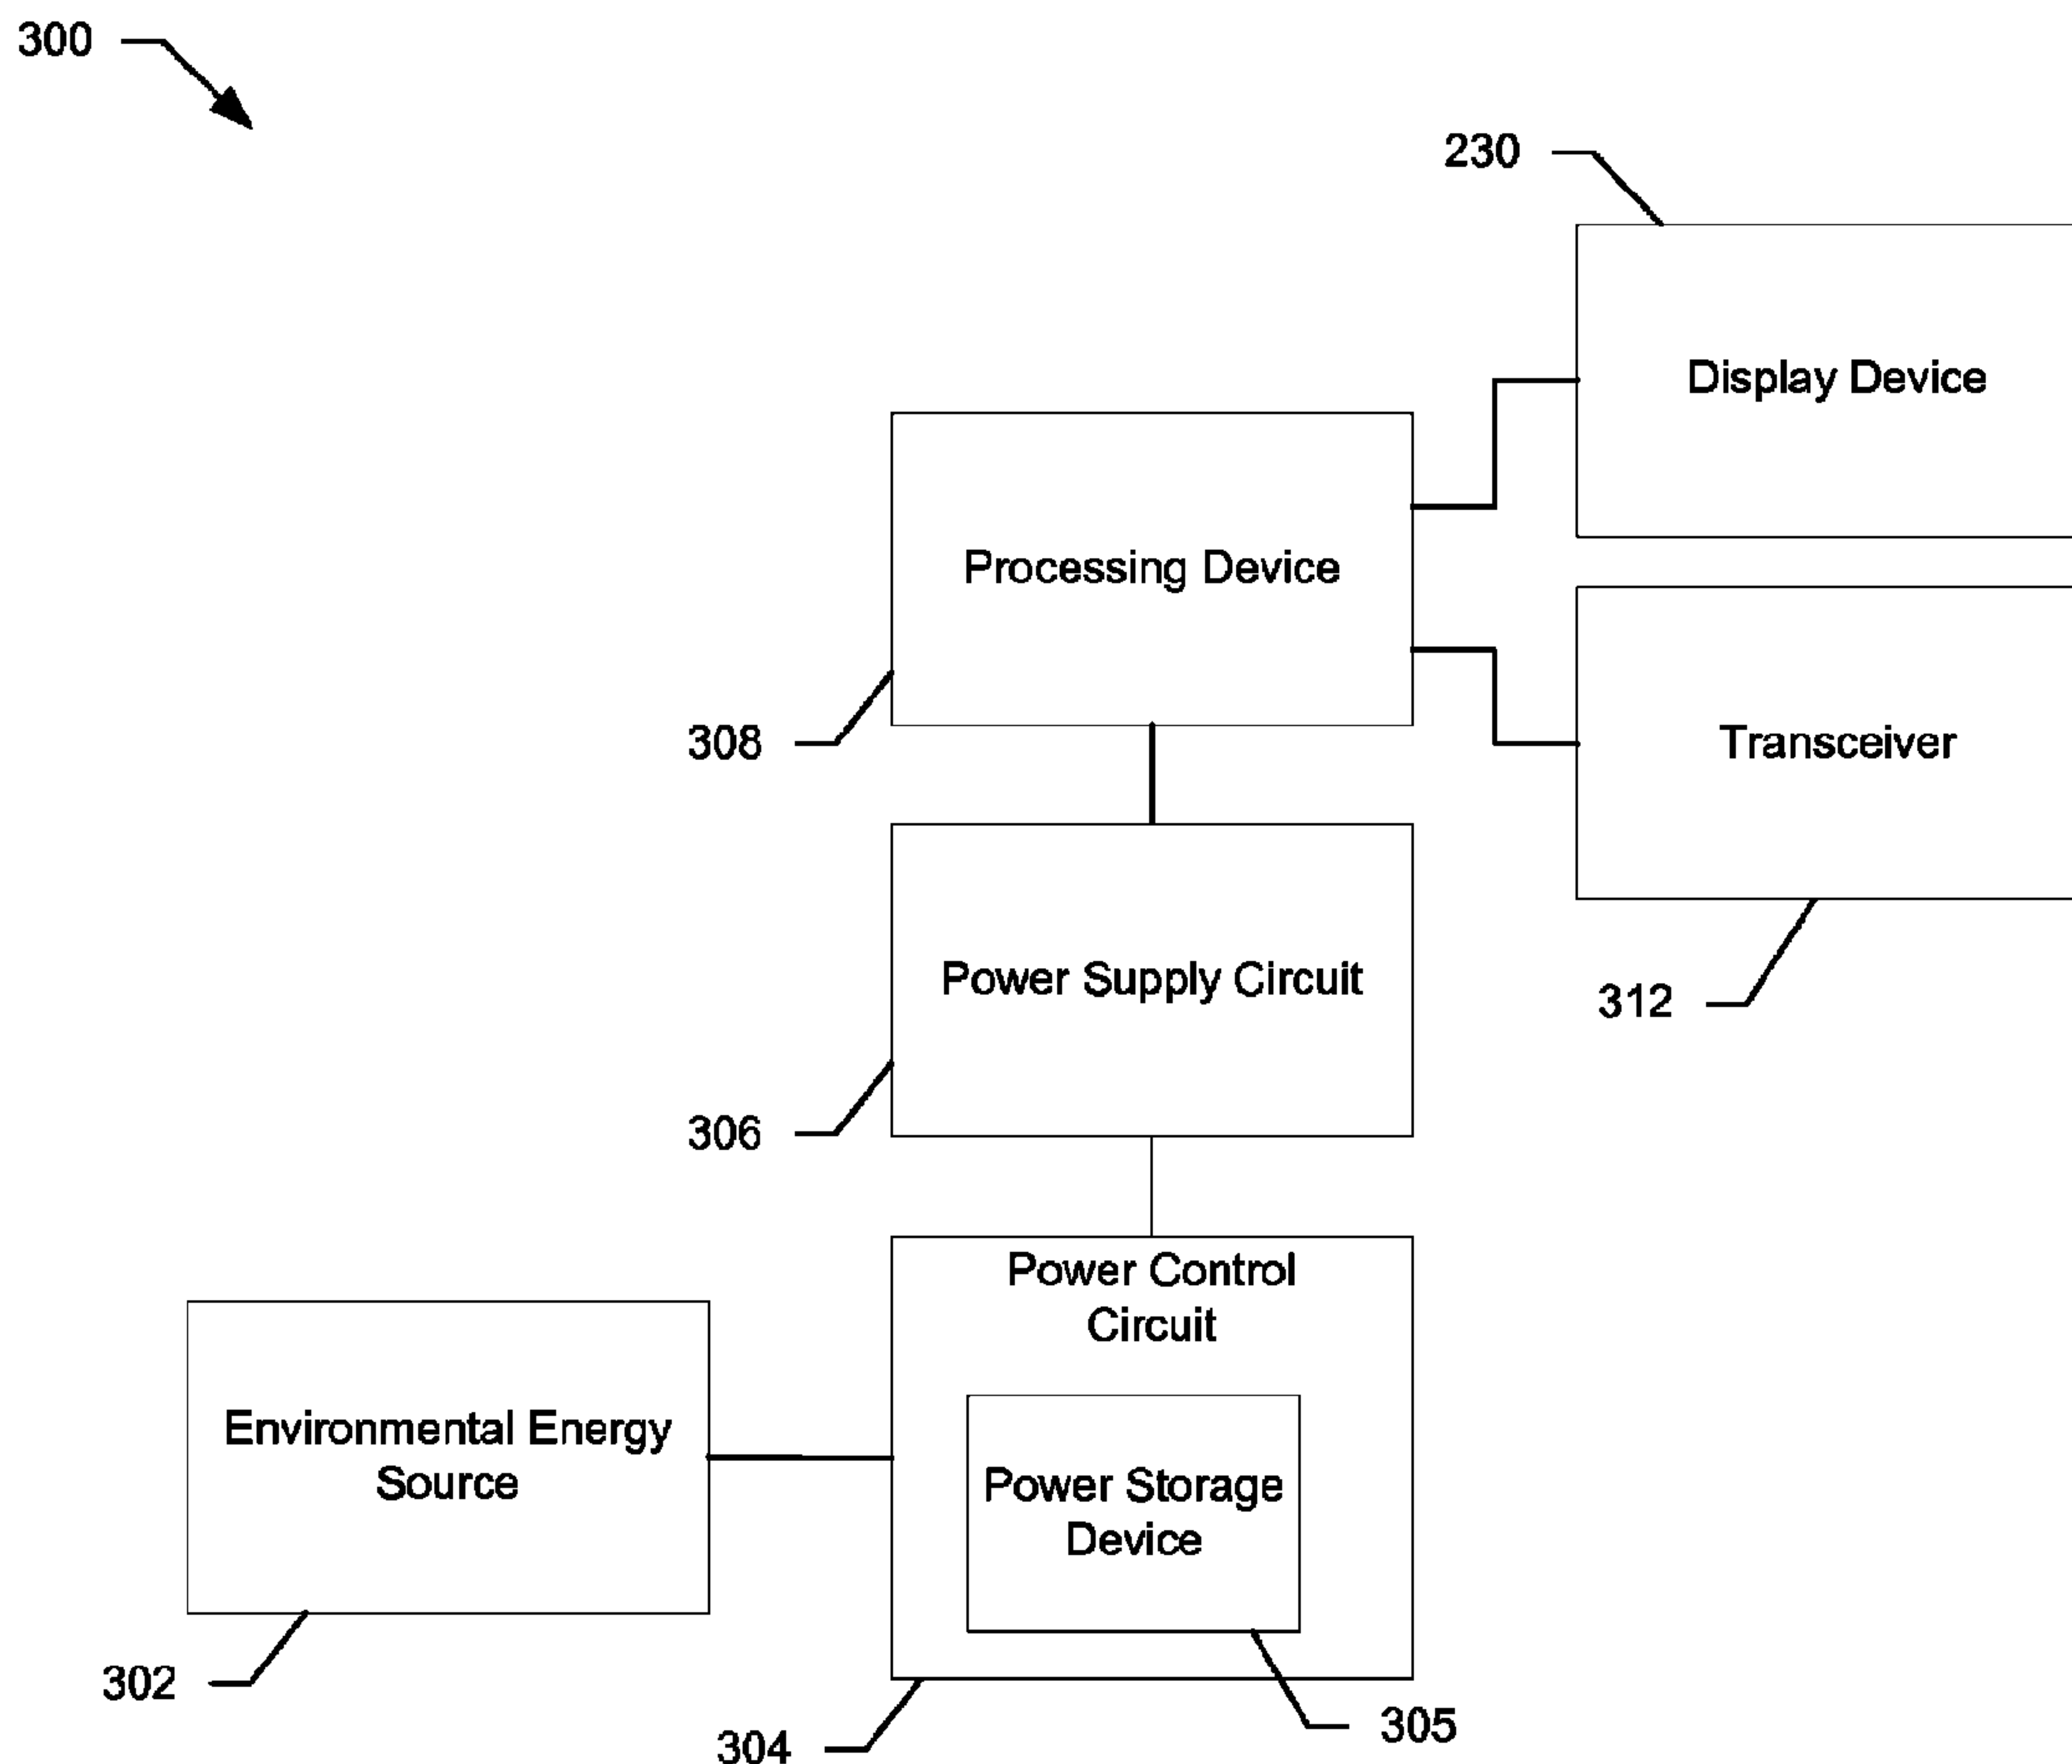 300
230
Display Device
Processing Device
308
Transceiver
Power Supply Circuit
312
306
Power Control
Circuit
Environmental Energy
Source
Power Storage
Device
302
304
305